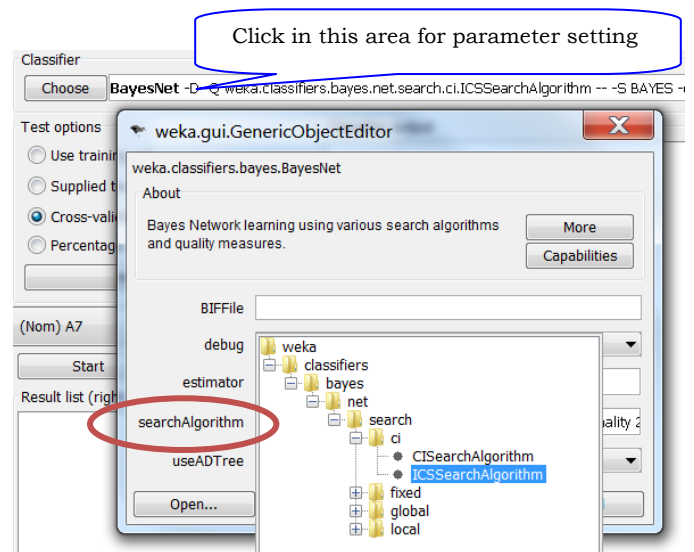 Click in this area for parameter setting
Classifier
Choose BayesNet -D -Q weka.classifiers.bayes.net.search.ci.ICSSearchAlgorithm -- -S BAYES -
weka.gui.GenericObjectEditor
X
Test options
Use trainin
Supplied t
Cross-valid
Percentag
weka.classifiers.bayes.BayesNet
About
Bayes Network learning using various search algorithms
and quality measures.
More
Capabilities
BIFFile
(Nom) A7
debug
Start
estimator
Result list (righ
searchAlgorithm
nality 2
useADTree
Open...
weka
classifiers
bayes
net
search
ci
CISearchAlgorithm
ICSSearchAlgorithm
fixed
global
local